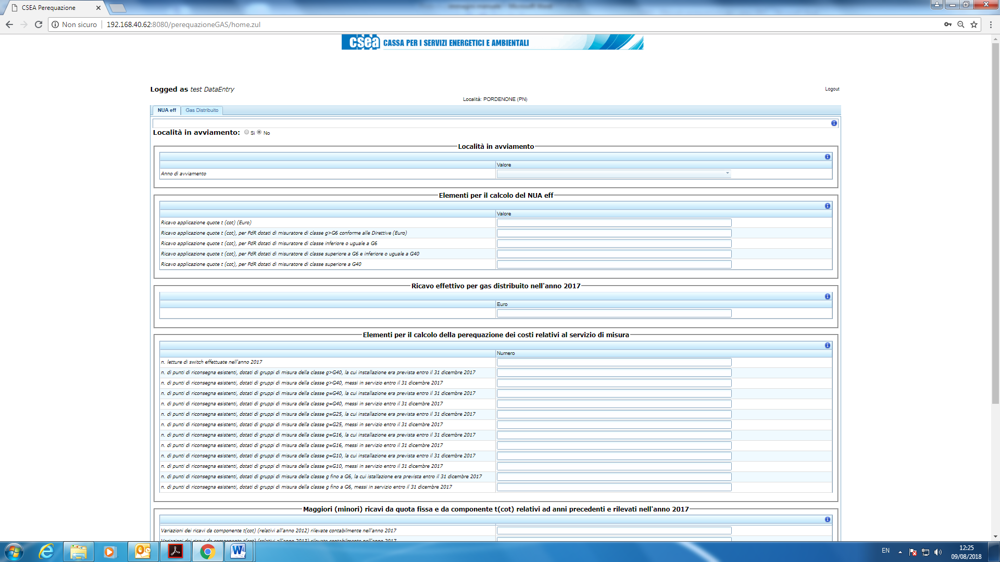 CSEA Perequazione
Non sicuro 192.168.40.62:8080/perequazioneGAS/home.zul
csea CASSA PER I SERVIZI ENERGETICI E AMBIENTALI
Logged as test DataEntry
Logout
Località: PORDENONE (PN)
NUA eff Gas Distribuito
Località in avviamento: Si No
Località in avviamento
Valore
Anno di avviamento
Elementi per il calcolo del NUA eff
Valore
Ricavo applicazione quote t (cot) (Euro)
Ricavo applicazione quote t (cot), per PdR dotati di misuratore di classe g>G6 conforme alle Direttive (Euro)
Ricavo applicazione quote t (cot), per PdR dotati di misuratore di classe inferiore o uguale a G6
Ricavo applicazione quote t (cot), per PdR dotati di misuratore di classe superiore a G6 e inferiore o uguale a G40
Ricavo applicazione quote t (cot), per PdR dotati di misuratore di classe superiore a G40
Ricavo effettivo per gas distribuito nell'anno 2017
Euro
Elementi per il calcolo della perequazione dei costi relativi al servizio di misura
Numero
n. letture di switch effettuate nell'anno 2017
n. di punti di riconsegna esistenti, dotati di gruppi di misura della classe g>G40, la cui installazione era prevista entro il 31 dicembre 2017
n. di punti di riconsegna esistenti, dotati di gruppi di misura della classe g>G40, messi in servizio entro il 31 dicembre 2017
n. di punti di riconsegna esistenti, dotati di gruppi di misura della classe g=G40, la cui installazione era prevista entro il 31 dicembre 2017
n. di punti di riconsegna esistenti, dotati di gruppi di misura della classe g=G40, messi in servizio entro il 31 dicembre 2017
n. di punti di riconsegna esistenti, dotati di gruppi di misura della classe g=G25, la cui installazione era prevista entro il 31 dicembre 2017
n. di punti di riconsegna esistenti, dotati di gruppi di misura della classe g=G25, messi in servizio entro il 31 dicembre 2017
n. di punti di riconsegna esistenti, dotati di gruppi di misura della classe g=G16, la cui installazione era prevista entro il 31 dicembre 2017
n. di punti di riconsegna esistenti, dotati di gruppi di misura della classe g=G16, messi in servizio entro il 31 dicembre 2017
n. di punti di riconsegna esistenti, dotati di gruppi di misura della classe g=G10, la cui installazione era prevista entro il 31 dicembre 2017
n. di punti di riconsegna esistenti, dotati di gruppi di misura della classe g=G10, messi in servizio entro il 31 dicembre 2017
n. di punti di riconsegna esistenti, dotati di gruppi di misura della classe g fino a G6, la cui istallazione era prevista entro il 31 dicembre 2017
n. di punti di riconsegna esistenti, dotati di gruppi di misura della classe g fino a G6, messi in servizio entro il 31 dicembre 2017
Maggiori (minori) ricavi da quota fissa e da componente t(cot) relativi ad anni precedenti e rilevati nell'anno 2017
Variazioni dei ricavi da componente t(cot) (relativi all'anno 2012) rilevate contabilmente nell'anno 2017
Variazioni dei ricavi da componente t(cot) (relativi all'anno 2013) rilevate contabilmente nell'anno 2017
EN
12:25
09/08/2018